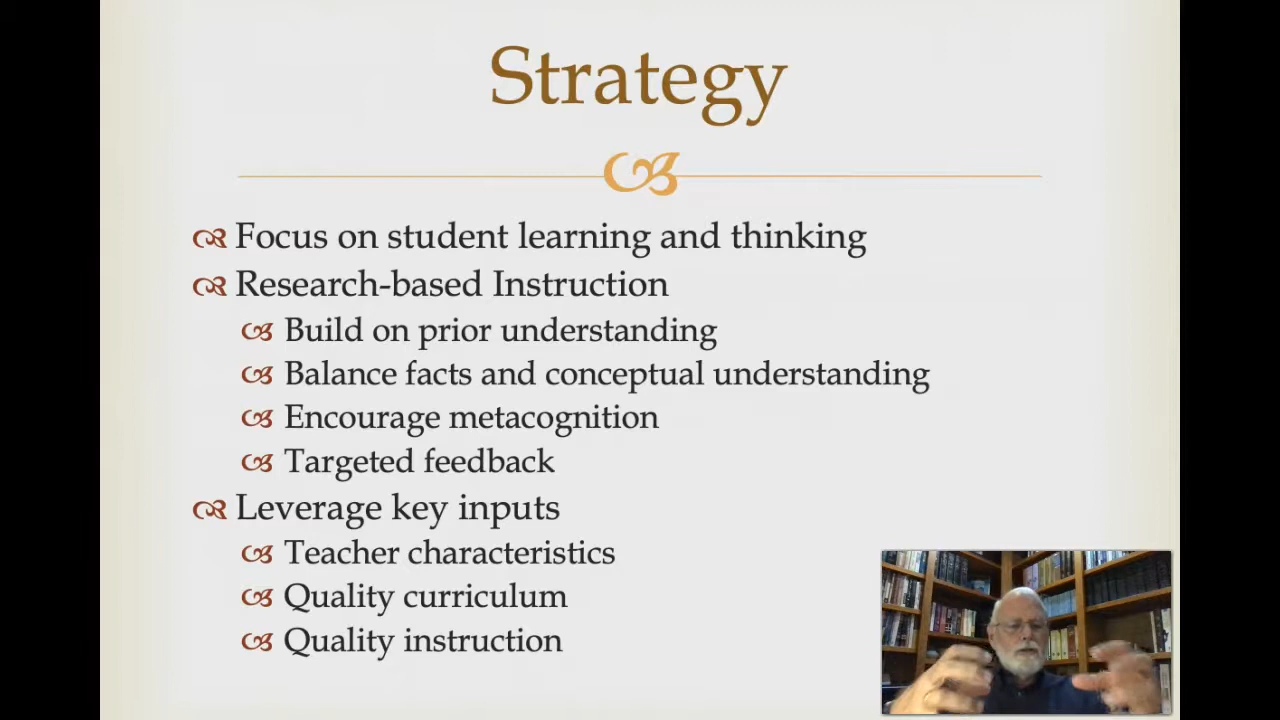 Strategy
Focus on student learning and thinking
Research-based Instruction
Build on prior understanding
Balance facts and conceptual understanding
Encourage metacognition
Targeted feedback
Leverage key inputs
Teacher characteristics
Quality curriculum
Quality instruction